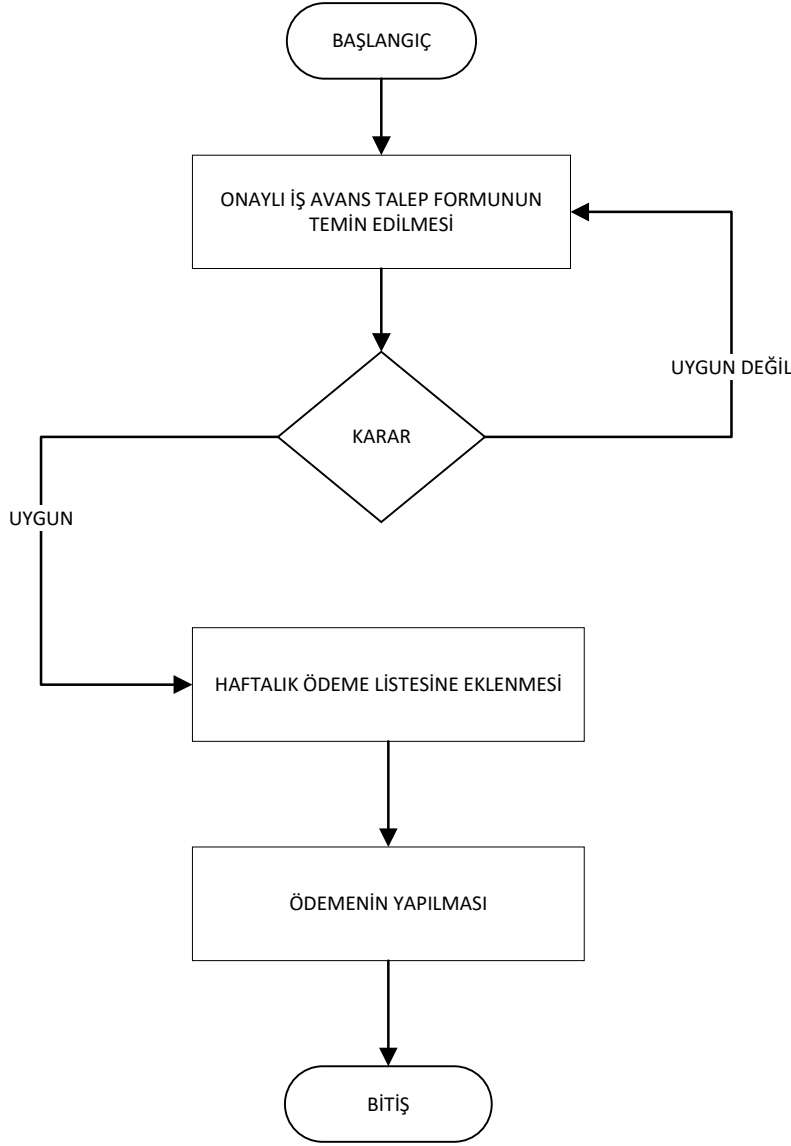 BAŞLANGIÇ
ONAYLI İŞ AVANS TALEP FORMUNUN
TEMİN EDİLMESİ
UYGUN DEĞİL
KARAR
UYGUN
HAFTALIK ÖDEME LİSTESİNE EKLENMESİ
ÖDEMENİN YAPILMASI
BİTİŞ